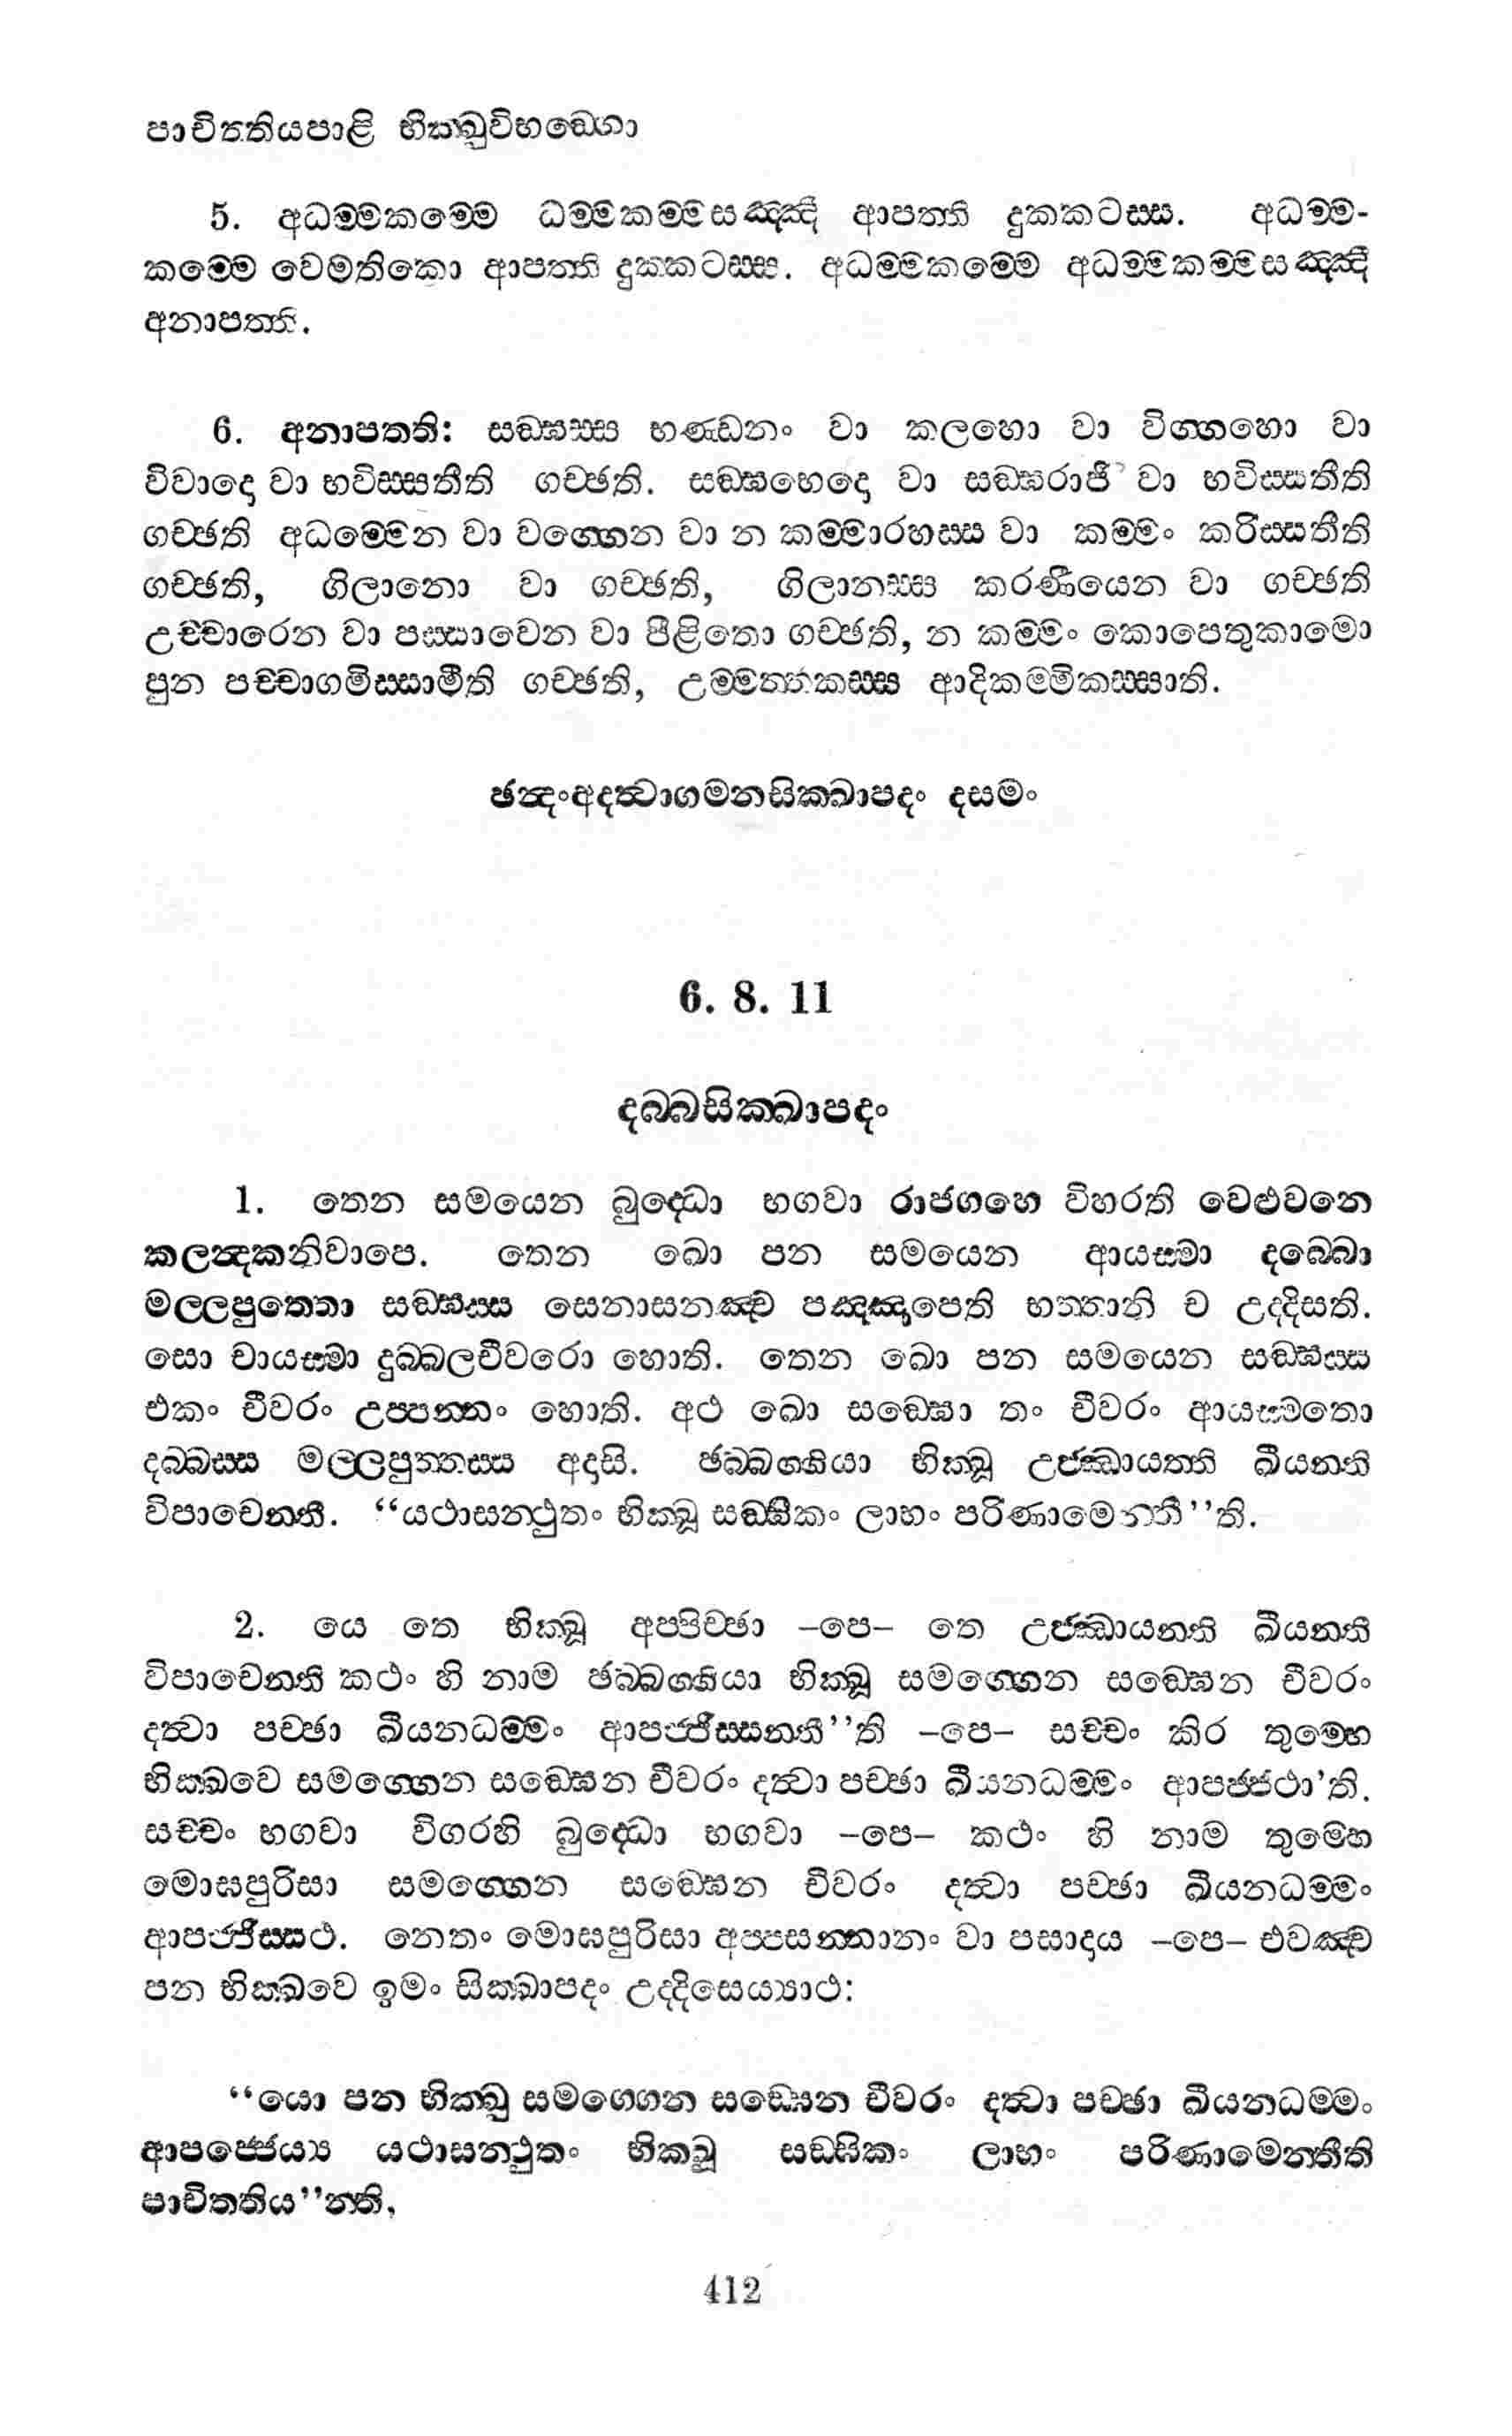 පාචිත්තියපාළි භික්ඛුවිභඞ්ගො
5. අධම්මකම්මෙ ධම්මකම්මසඤ්ඤී ආපත්ති දුක්කටස්ස. අධම්ම-
කම්මෙ වෙමතිකො ආපත්ති දුක්කටස්ස. අධම්මකම්මෙ අධම්මකම්මසඤ්ඤී
අනාපත්ති.
6. අනාපත්ති: සඞ්ඝස්ස භණ්ඩනං වා කලහො වා විග්ගහො වා
විවාදො වා භවිස්සතීති ගච්ඡති. සඞ්ඝභෙදො වා සඞ්ඝරාජී වා භවිස්සතීති
ගච්ඡති අධම්මෙන වා වග්ගෙන වා න කම්මාරහස්ස වා කම්මං කරිස්සතීති
ගච්ඡති, ගිලානො වා ගච්ඡති, ගිලානස්ස කරණීයෙන වා ගච්ඡති
උච්චාරෙන වා පස්සාවෙන වා පීළිතො ගච්ඡති, න කම්මං කොපෙතුකාමො
පුන පච්චාගමිස්සාමීති ගච්ඡති, උම්මත්තකස්ස ආදිකම්මිකස්සාති.
ඡන්දංඅදත්වාගමනසික්ඛාපදං දසමං
6. 8. 11
දබ්බසික්ඛාපදං
1. තෙන සමයෙන බුද්ධො භගවා රාජගහෙ විහරති වෙළුවනෙ
කලන්දකනිවාපෙ. තෙන ඛො පන සමයෙන ආයස්මා දබ්බො
මල්ලපුත්තො සඞ්ඝස්ස සෙනාසනඤ්ච පඤ්ඤාපෙති භත්තානි ච උද්දිසති.
සො චායස්මා දුබ්බලචීවරො හොති. තෙන ඛො පන සමයෙන සඞ්ඝස්ස
එකං චීවරං උප්පන්නං හොති. අථ ඛො සඞ්ඝො තං චීවරං ආයස්මතො
දබ්බස්ස මල්ලපුත්තස්ස අදාසි. ඡබ්බග්ගියා භික්ඛූ උජ්ඣායන්ති ඛීයන්ති
විපාචෙන්තී. “යථාසන්ථුතං භික්ඛූ සඞ්ඝිකං ලාභං පරිණාමෙන්තී”ති.
2. යෙ තෙ භික්ඛූ අප්පිච්ඡා –පෙ– තෙ උජ්ඣායන්ති ඛීයන්තී
විපාචෙන්තී කථං හි නාම ඡබ්බග්ගියා භික්ඛූ සමග්ගෙන සඞ්ඝෙන චීවරං
දත්වා පච්ඡා ඛීයනධම්මං ආපජ්ජිස්සන්තී”ති –පෙ– සච්චං කිර තුම්හෙ
භික්ඛවෙ සමග්ගෙන සඞ්ඝෙන චීවරං දත්වා පච්ඡා ඛීයනධම්මං ආපජ්ජථා’ති.
සච්චං භගවා විගරහි බුද්ධො භගවා –පෙ– කථං හි නාම තුම්හෙ
මොඝපුරිසා සමග්ගෙන සඞ්ඝෙන චීවරං දත්වා පච්ඡා ඛීයනධම්මං
ආපජ්ජිස්සථ. නෙතං මොඝපුරිසා අප්පසන්නානං වා පසාදාය –පෙ– එවඤ්ච
පන භික්ඛවෙ ඉමං සික්ඛාපදං උද්දිසෙය්‍යාථ:
“යො පන භික්ඛු සමග්ගෙන සඞ්ඝෙන චීවරං දත්වා පච්ඡා ඛීයනධම්මං
ආපජ්ජෙය්‍ය යථාසන්ථුතං භික්ඛූ සඞ්ඝිකං ලාභං පරිණාමෙන්තීති
පාචිත්තිය”න්ති.
412